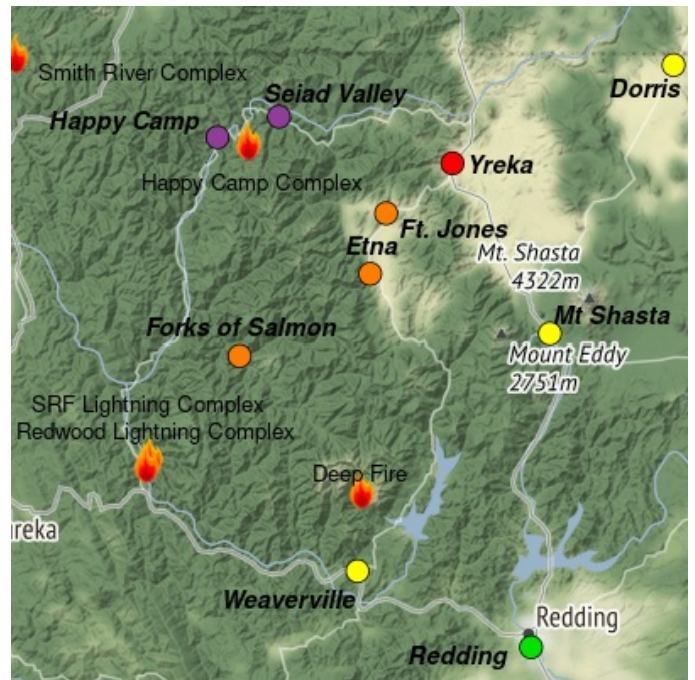 Smith River Complex
Dorris
Seiad Valley
Happy Camp
Yreka
Happy Camp Complex
Ft. Jones
Etna
Mt. Shasta
4322m
Mt Shasta
Forks of Salmon
Mount Eddy
2751m
SRF Lightning Complex
Redwood Lightning Complex
Deep Fire
ureka
Weaverville
Redding
Redding